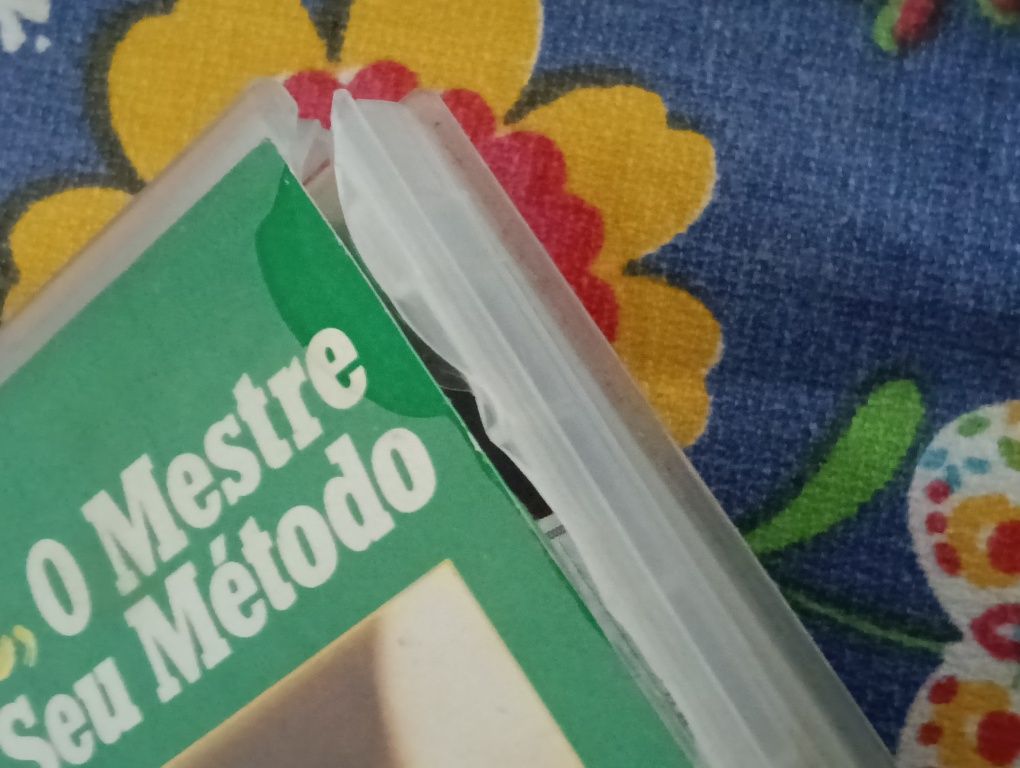 ” O Mestre
Seu Método